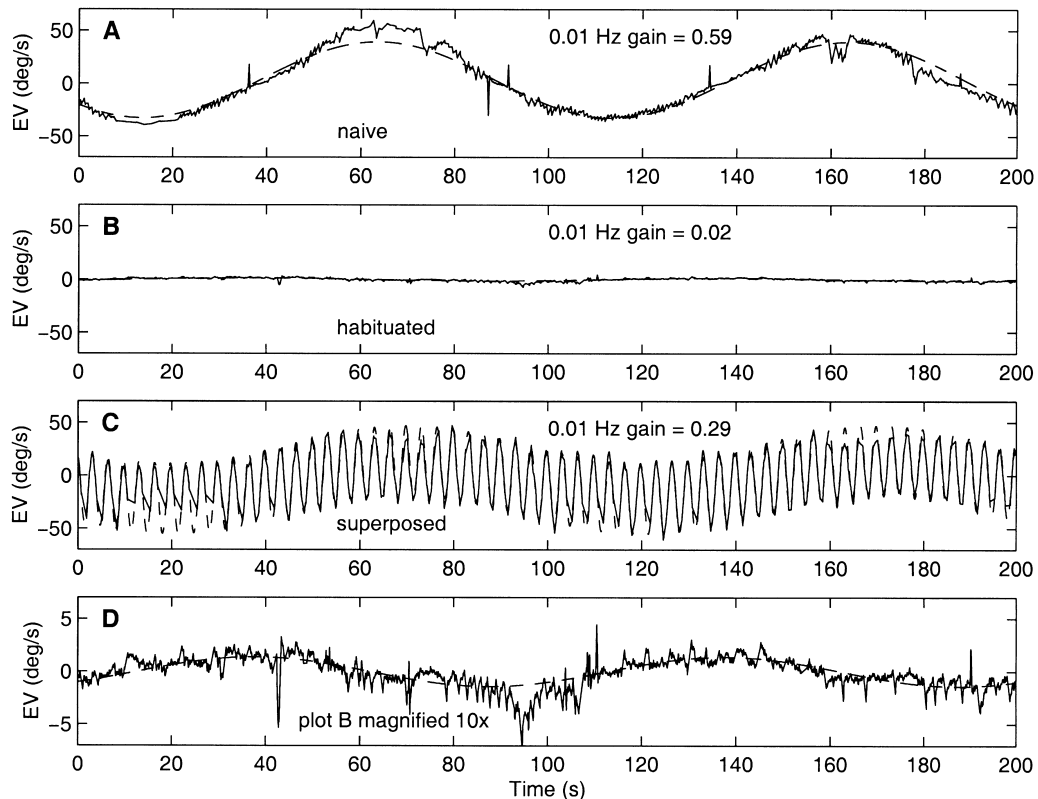 A
0.01 Hz gain = 0.59
EV (deg/s)
50
0
−50
naive
0 20 40 60 80 100 120 140 160 180 200
B
0.01 Hz gain = 0.02
EV (deg/s)
50
0
−50
habituated
0 20 40 60 80 100 120 140 160 180 200
C
0.01 Hz gain = 0.29
EV (deg/s)
50
0
−50
superposed
0 20 40 60 80 100 120 140 160 180 200
D
EV (deg/s)
5
0
−5
plot B magnified 10x
0 20 40 60 80 100 120 140 160 180 200
Time (s)